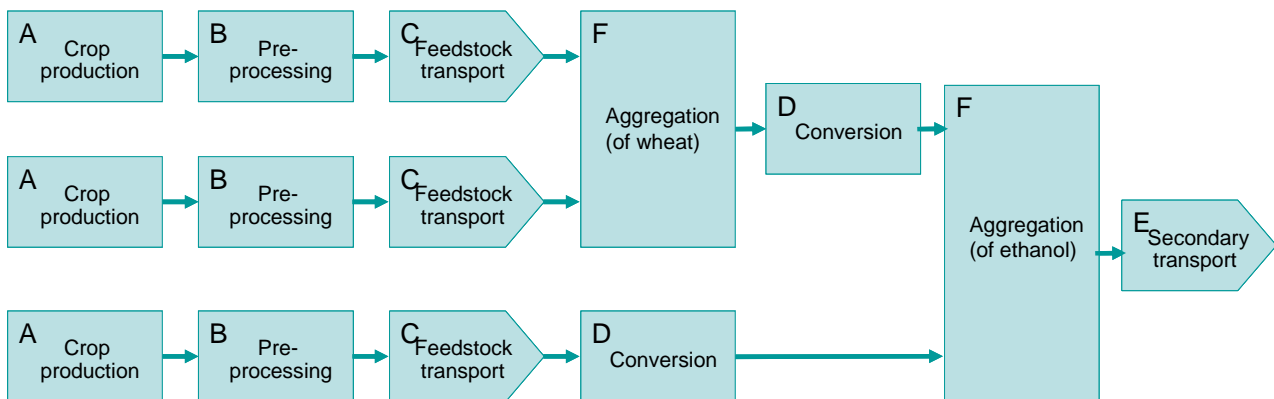 A
Crop
production
B
Pre-
processing
C
Feedstock
transport
F
Aggregation
(of wheat)
D
Conversion
F
Aggregation
(of ethanol)
E
Secondary
transport
A
Crop
production
B
Pre-
processing
C
Feedstock
transport
A
Crop
production
B
Pre-
processing
C
Feedstock
transport
D
Conversion